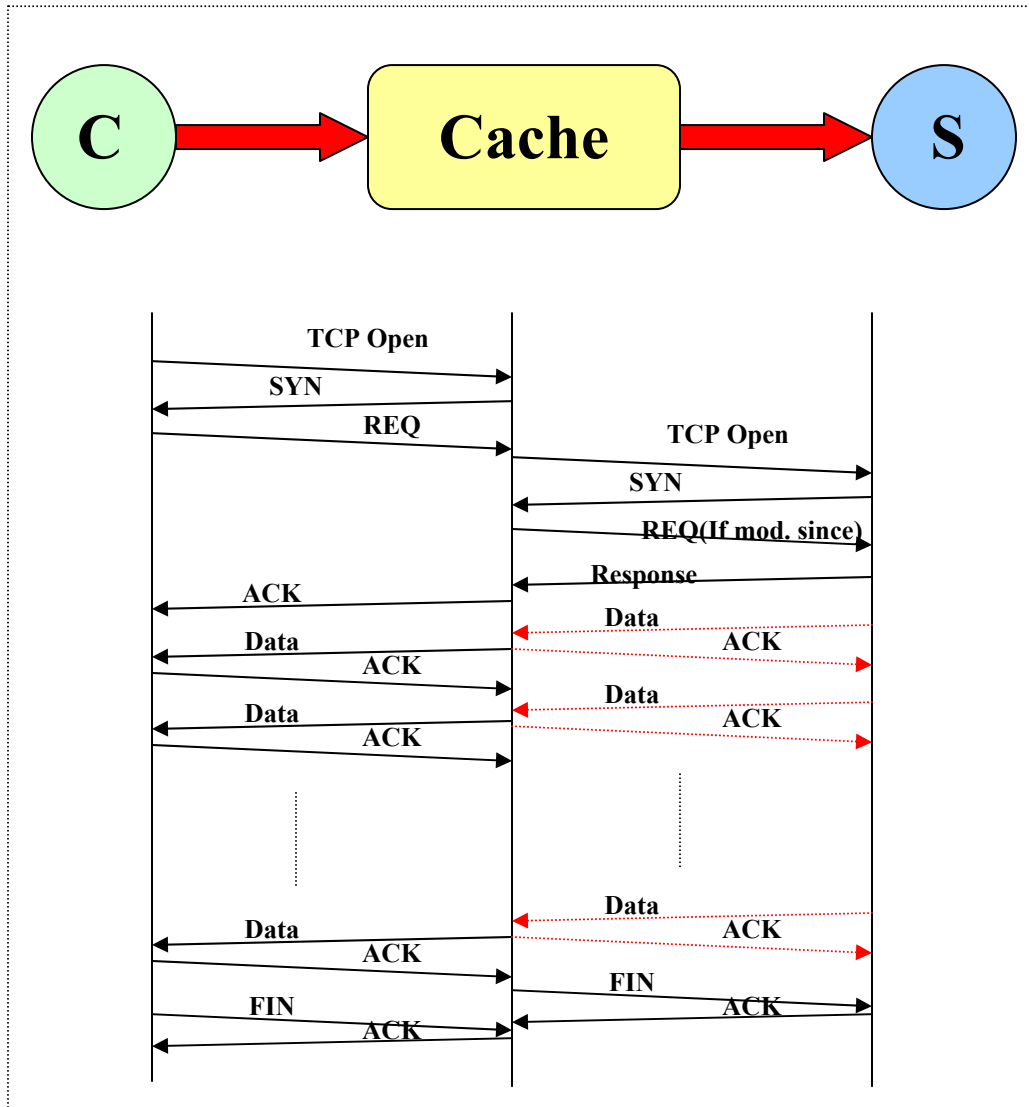 C
Cache
S
TCP Open
SYN
REQ
TCP Open
SYN
REQ(If mod. since)
Response
ACK
Data
Data
ACK
ACK
Data
Data
ACK
ACK
Data
Data
ACK
ACK
FIN
FIN
ACK
ACK